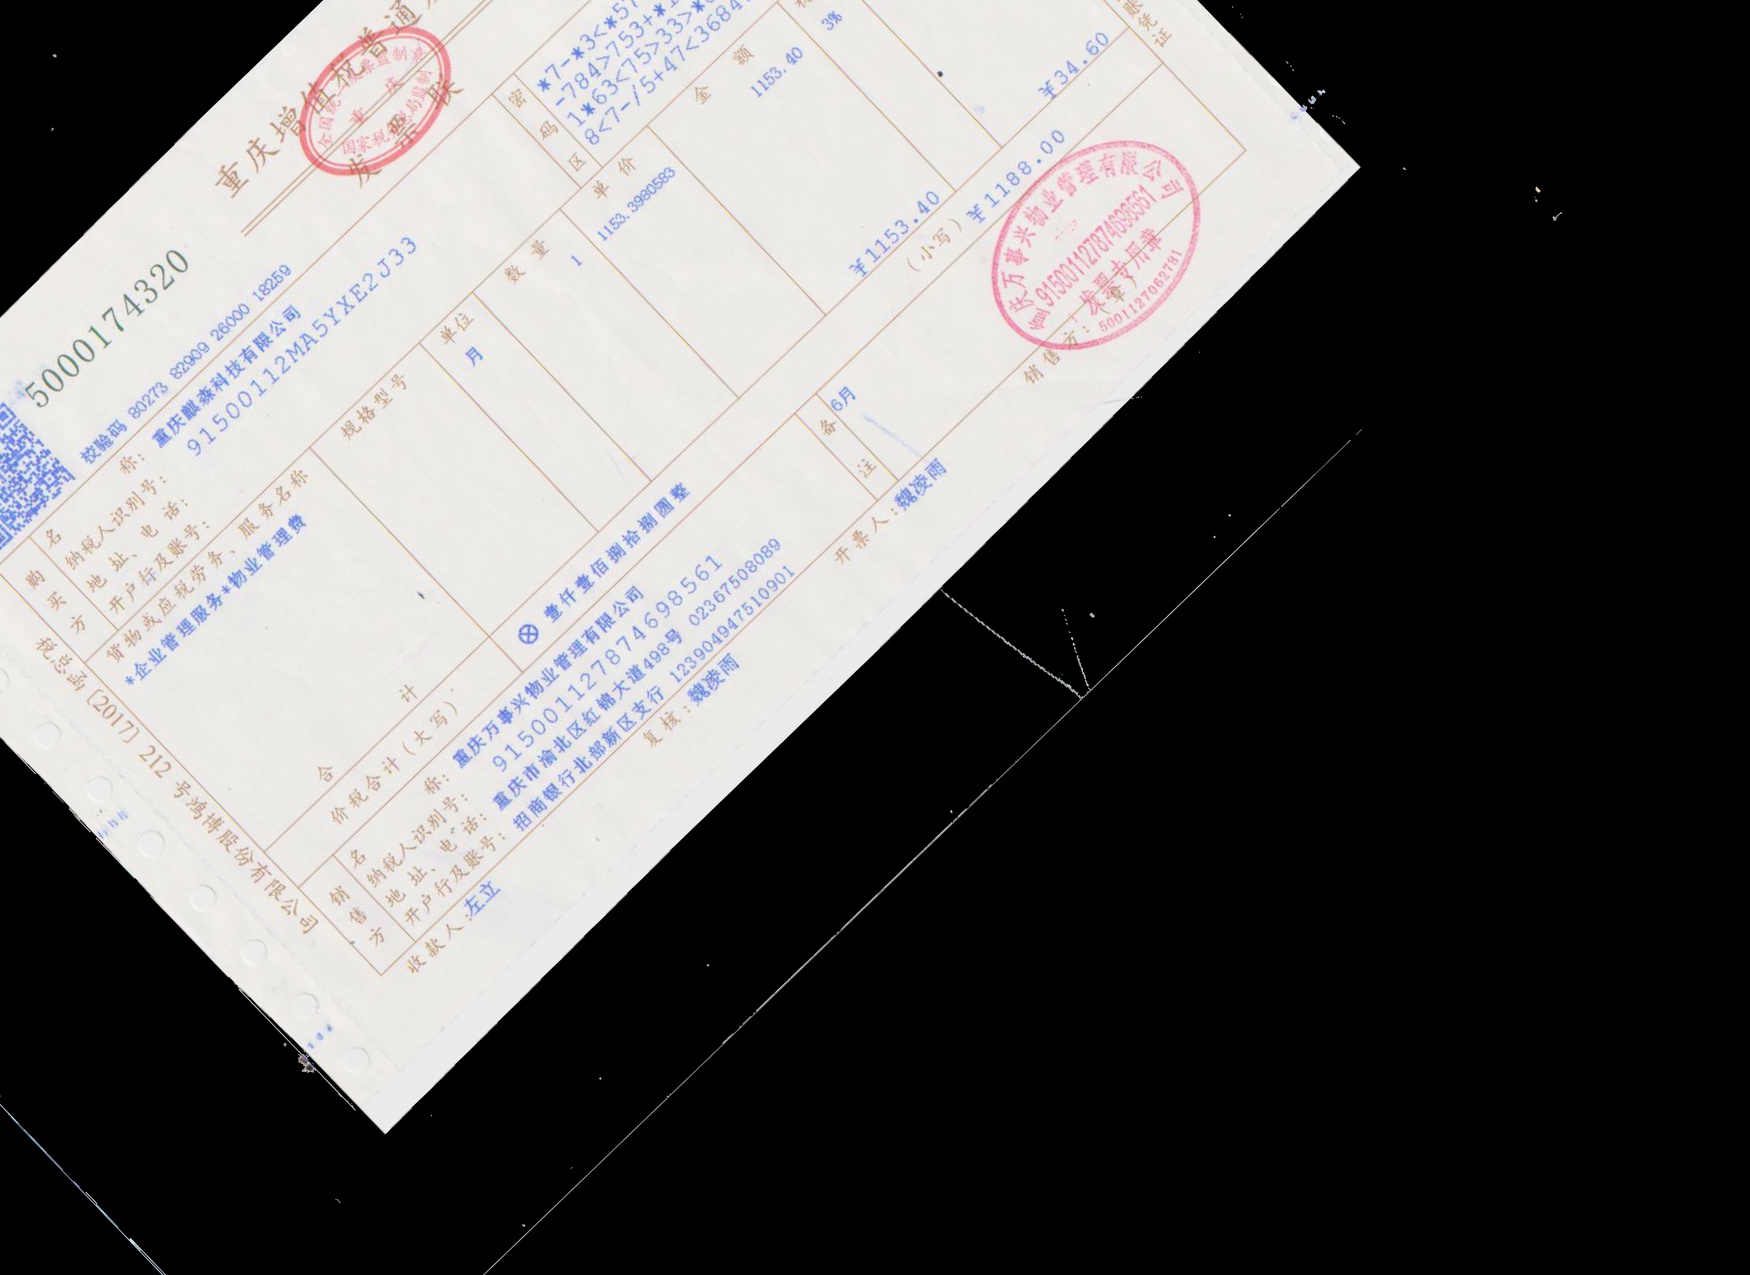 5000174320
重庆增值税普通
发票联
全国统一发票监制章
重庆
国家税务总局监制
校验码 80273 82909 26000 18259
购买方
名 称: 重庆麒森科技有限公司
纳税人识别号: 91500112MA5YXE2J33
地 址、电 话:
开户行及账号:
密码区
*7-*3<*57
-784>753+*1
1*63<75>33>*
8<7-/5+47<3684
货物或应税劳务、服务名称 规格型号 单位 数量 单价 金额
*企业管理服务*物业管理费 月 1 1153.3980583 1153.40 3%
¥34.60
合 计 ¥1153.40
价税合计(大写) ⊗ 壹仟壹佰捌拾捌圆整 (小写) ¥1188.00
销售方
名 称: 重庆万事兴物业管理有限公司
纳税人识别号: 915001127874698561
地 址、电 话: 重庆市渝北区红锦大道498号 02367508089
开户行及账号: 招商银行北部新区支行 123904947510901
备注
6月
收款人: 左立 复核: 魏凌雨 开票人: 魏凌雨 销售方:(章)
重庆万事兴物业管理有限公司
915001127874698561
发票专用章
5001127062781
税总函〔2017〕212 号鸿博股份有限公司
账凭证